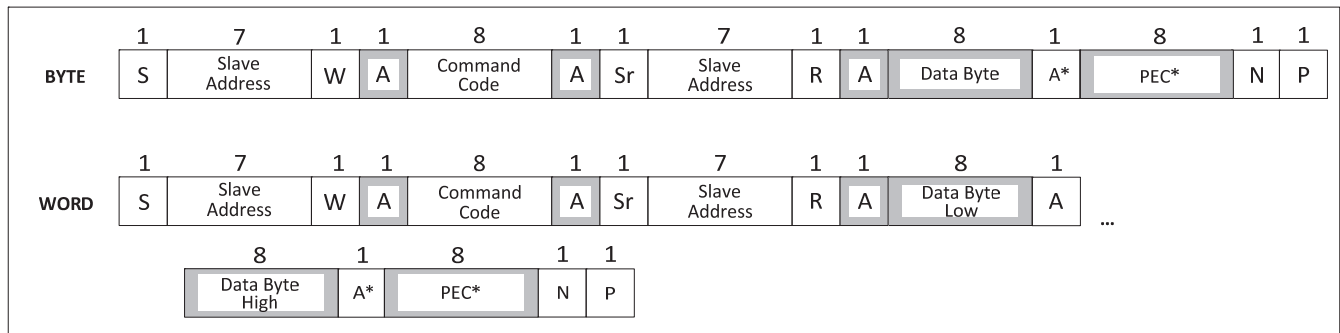 1 7 1 1 8 1 1 7 1 1 8 1 8 1 1
BYTE S Slave Address W A Command Code A Sr Slave Address R A Data Byte A* PEC* N P
1 7 1 1 8 1 1 7 1 1 8 1
WORD S Slave Address W A Command Code A Sr Slave Address R A Data Byte Low A ...
8 1 8 1 1
Data Byte High A* PEC* N P